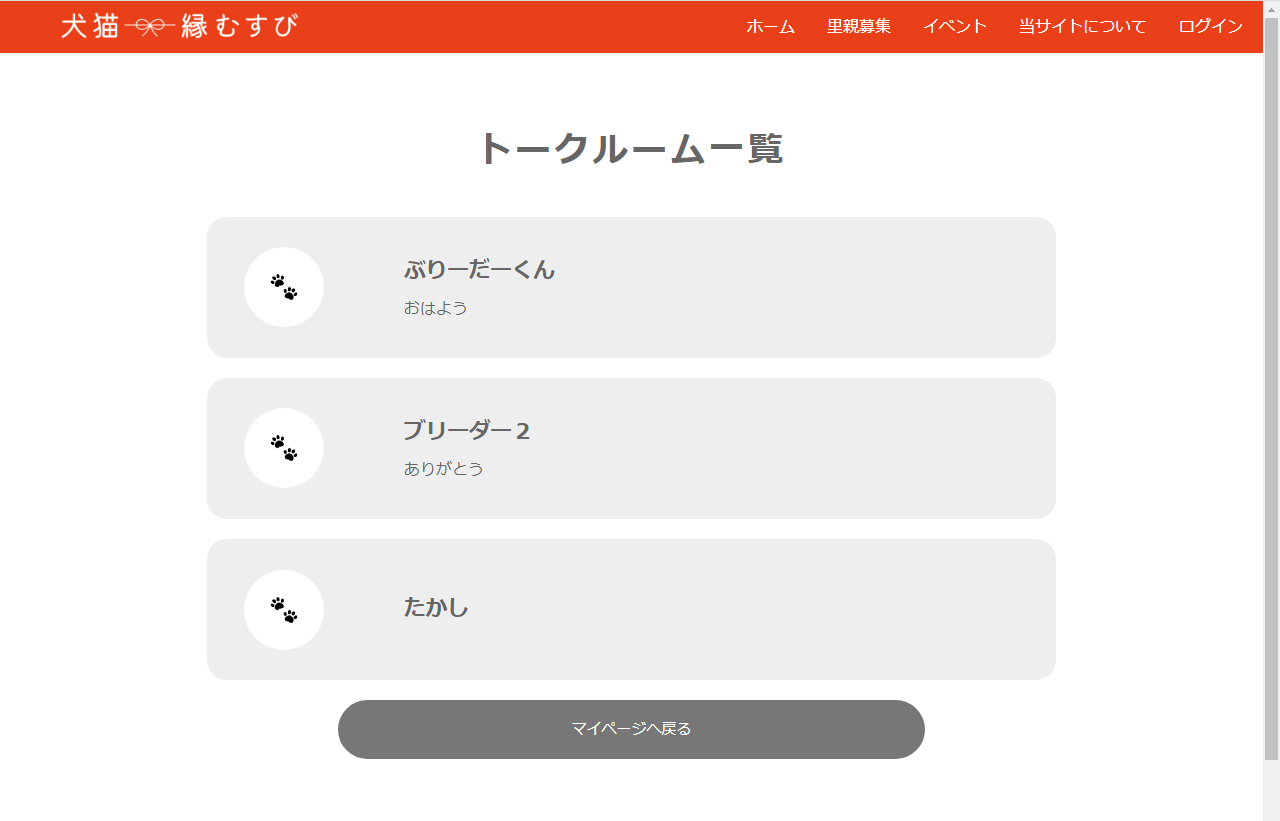 犬猫縁むすび
ホーム 里親募集 イベント 当サイトについて ログイン
トークルーム一覧
ぶりーだーくん
おはよう
ブリーダー２
ありがとう
たかし
マイページへ戻る